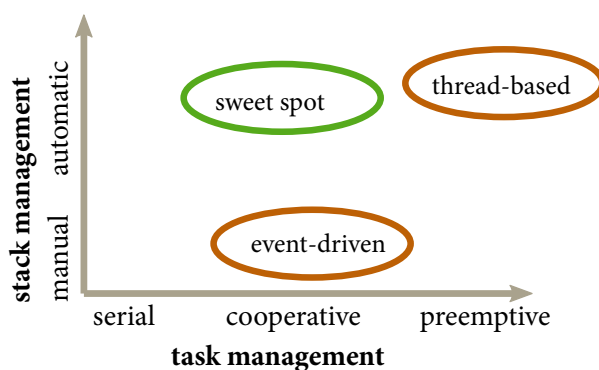 stack management
automatic
manual
thread-based
sweet spot
event-driven
serial
cooperative
preemptive
task management